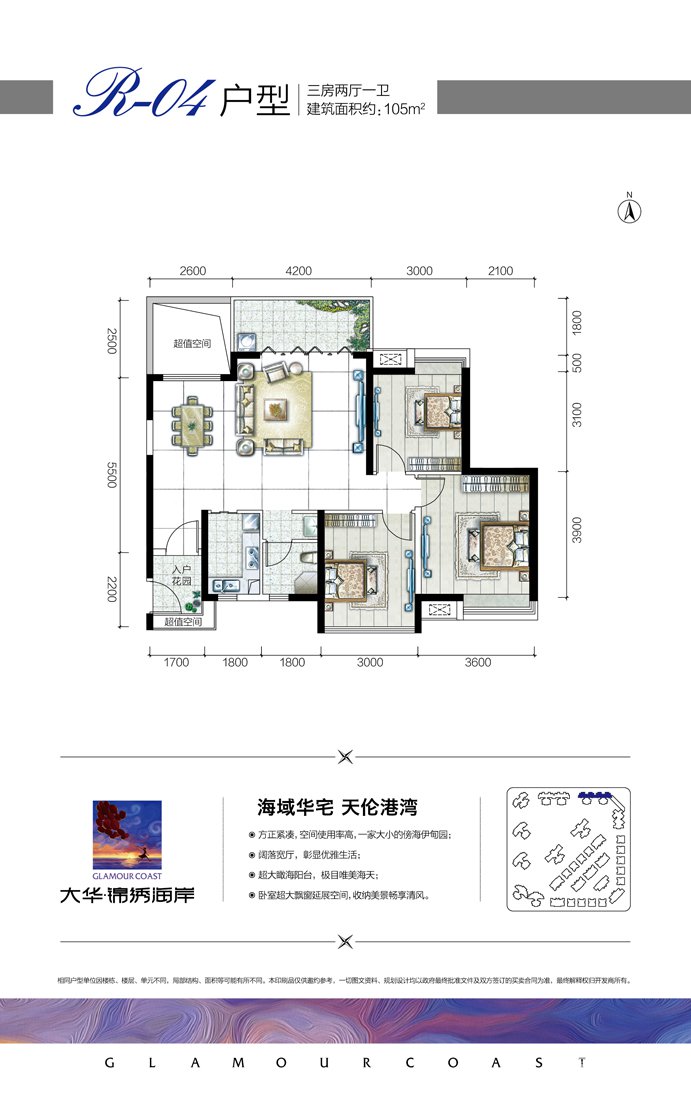 R-04 户型
三房两厅一卫
建筑面积约：105m²
N
2600 4200 3000 2100
2500 5500 2200
1800 500 3100 3900
超值空间
入户
花园
超值空间
1700 1800 1800 3000 3600
GLAMOUR COAST
大华·锦绣海岸
海域华宅 天伦港湾
方正紧凑，空间使用率高，一家大小的傍海伊甸园；
阔落宽厅，彰显优雅生活；
超大瞰海阳台，极目唯美海天；
卧室超大飘窗延展空间，收纳美景畅享清风。
相同户型单位因楼栋、楼层、单元不同，局部结构、面积等可能有所不同。本印刷品仅供邀约参考，一切图文资料、规划设计均以政府最终批准文件及双方签订的买卖合同为准，最终解释权归开发商所有。
GLAMOURCOAST